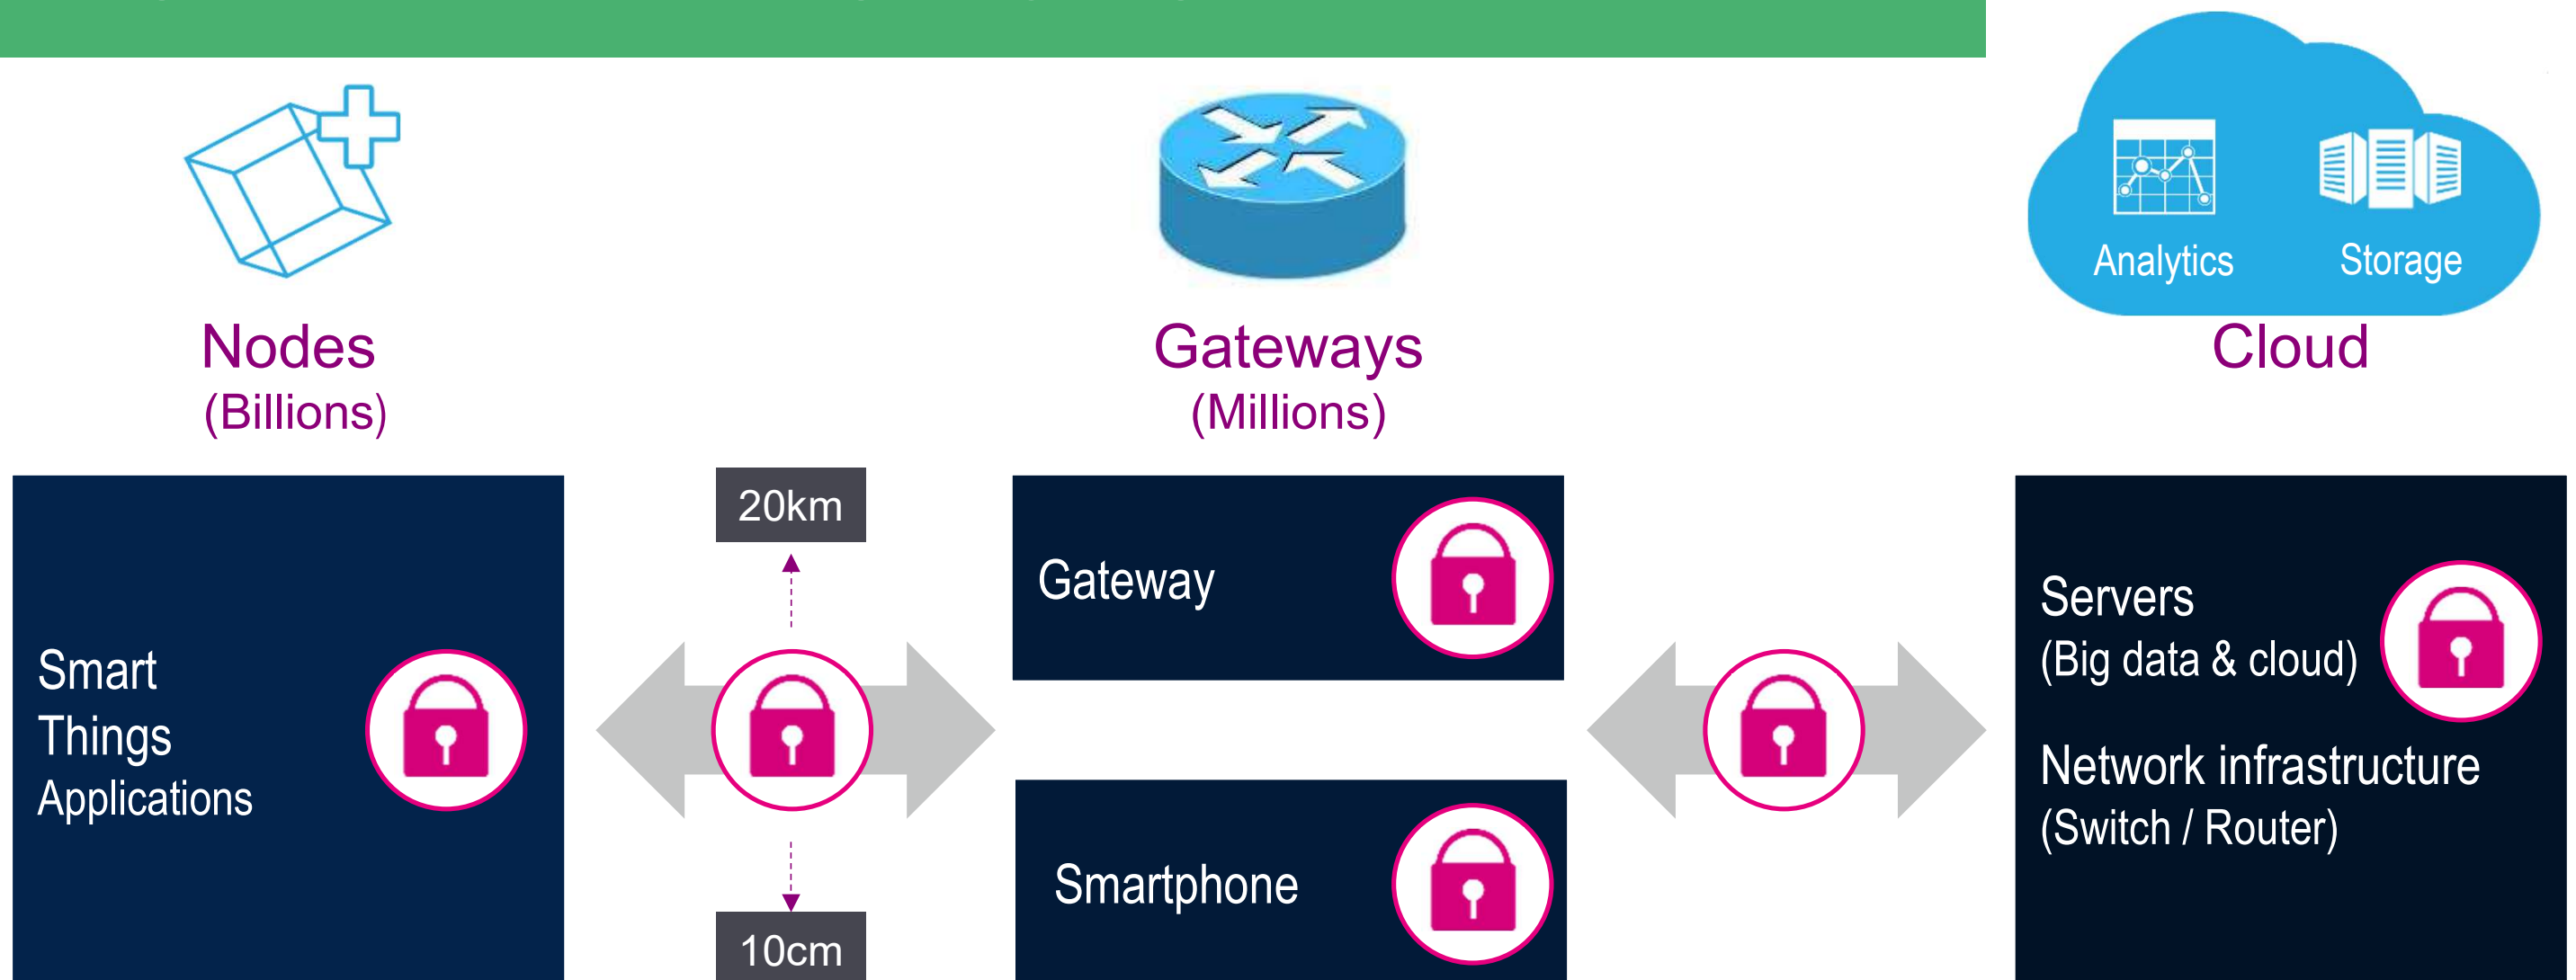 Analytics
Storage
Nodes
(Billions)
Gateways
(Millions)
Cloud
Smart
Things
Applications
20km
10cm
Gateway
Smartphone
Servers
(Big data & cloud)
Network infrastructure
(Switch / Router)